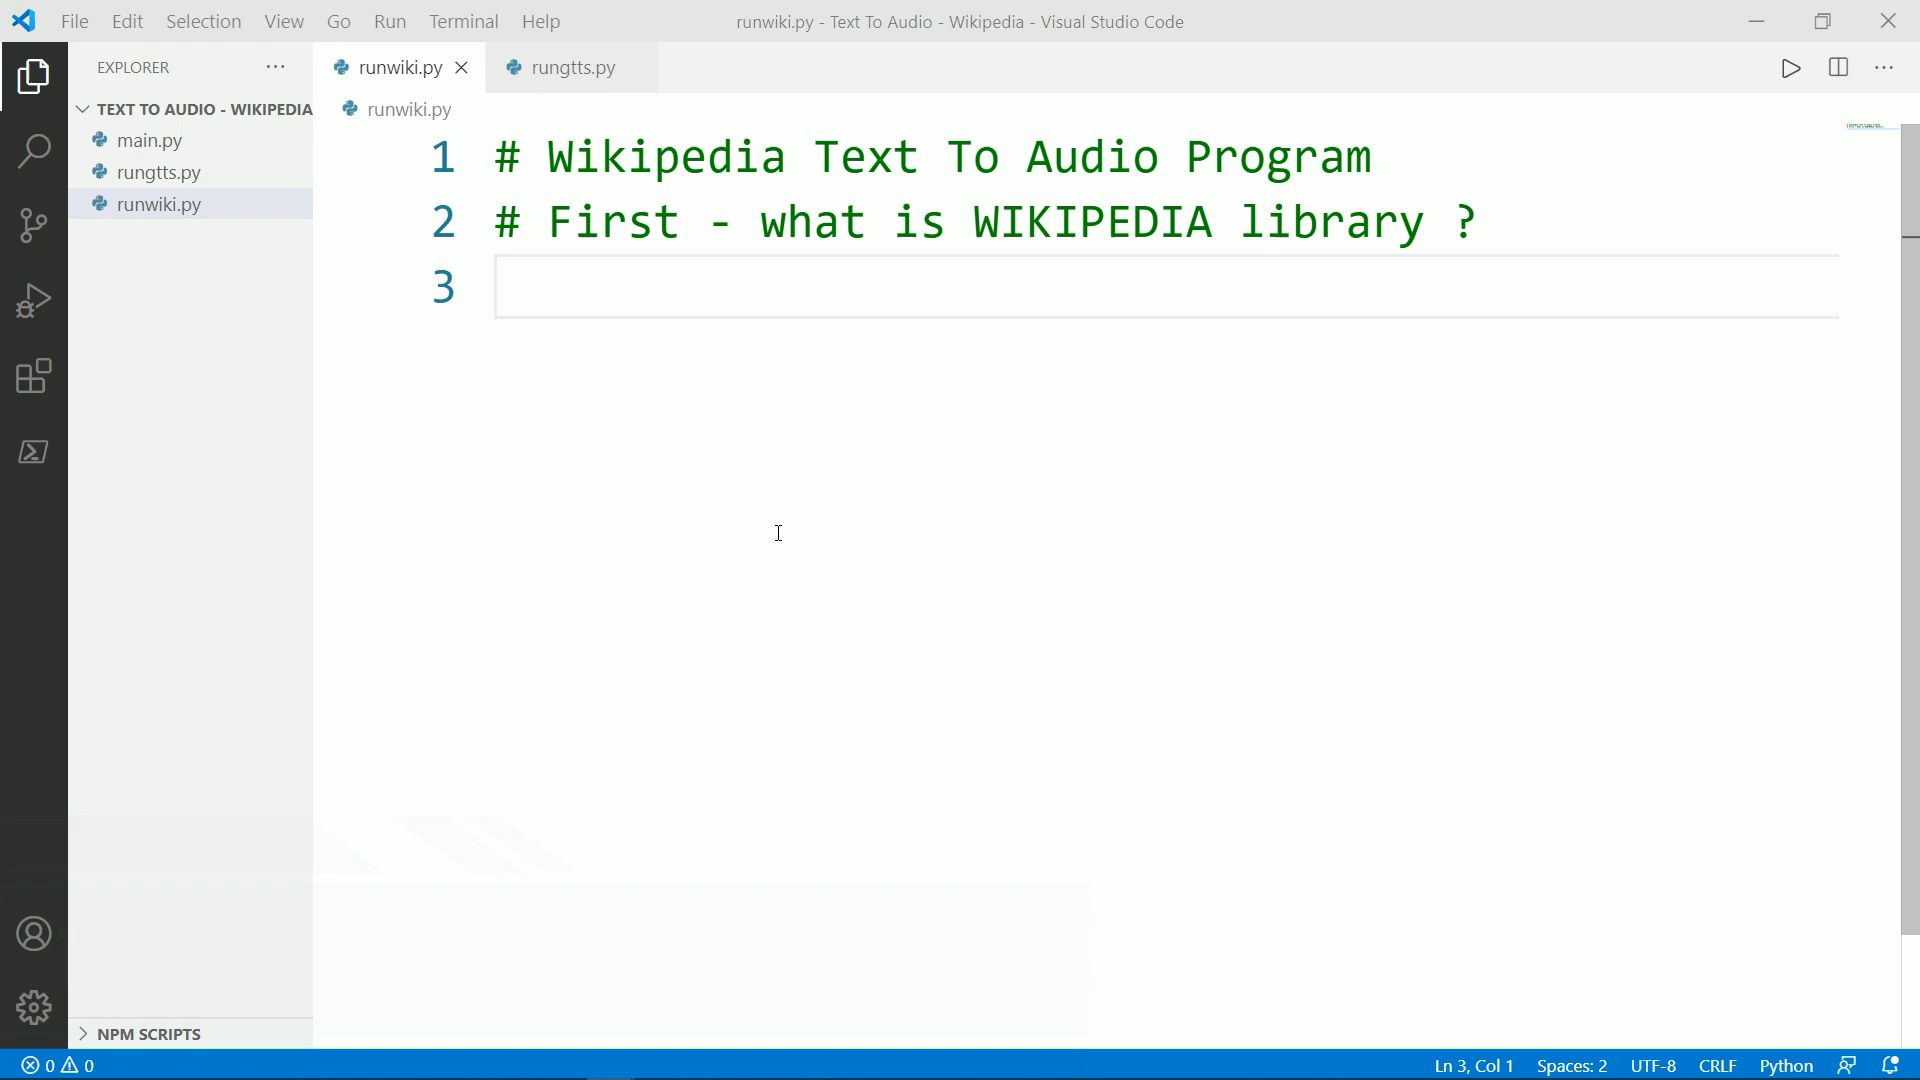 File Edit Selection View Go Run Terminal Help
runwiki.py - Text To Audio - Wikipedia - Visual Studio Code
EXPLORER
runwiki.py
rungtts.py
TEXT TO AUDIO - WIKIPEDIA
main.py
rungtts.py
runwiki.py
runwiki.py
1 # Wikipedia Text To Audio Program
2 # First - what is WIKIPEDIA library ?
3
NPM SCRIPTS
0 0
Ln 3, Col 1 Spaces: 2 UTF-8 CRLF Python